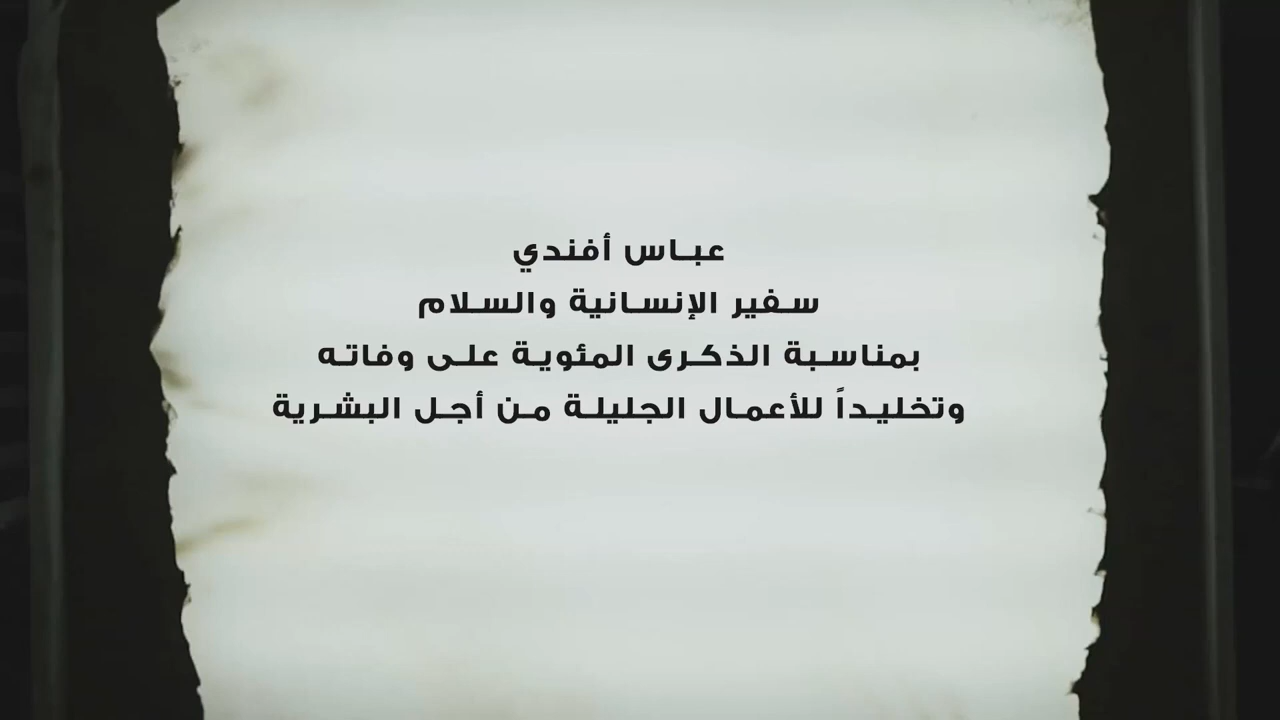 عباس أفندي
سفير الإنسانية والسلام
بمناسبة الذكرى المئوية على وفاته
وتخليداً للأعمال الجليلة من أجل البشرية